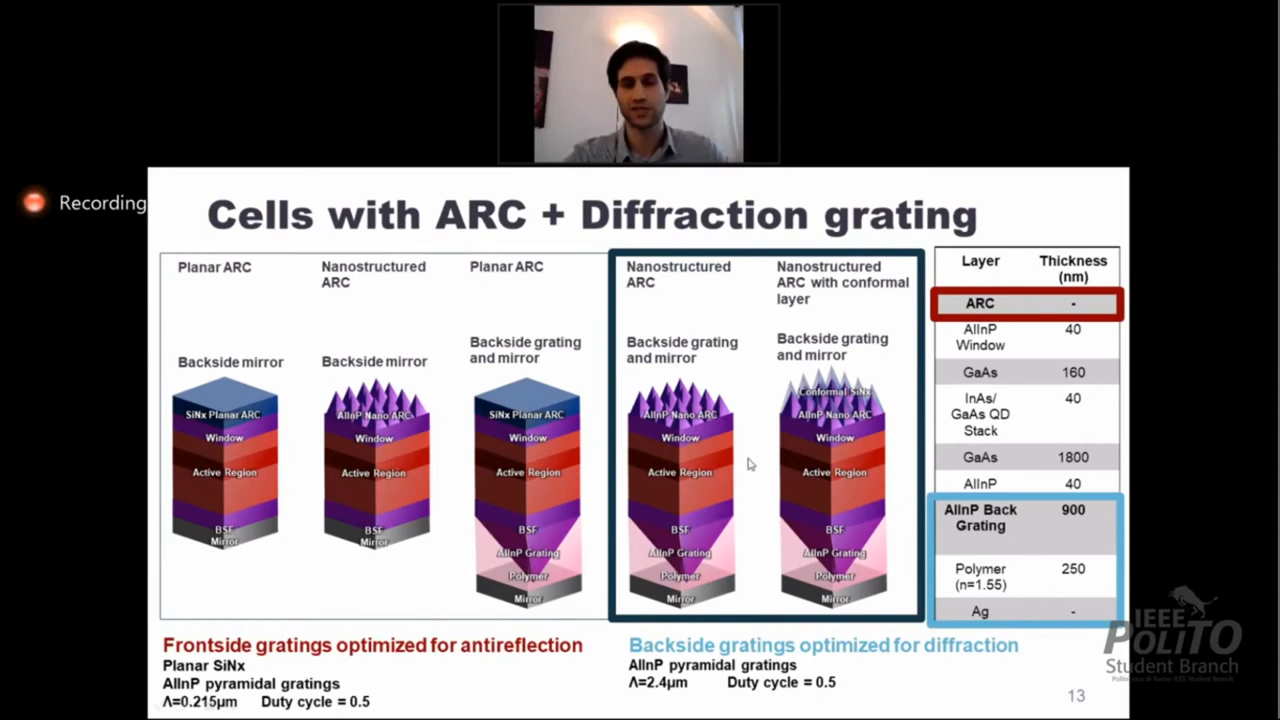 Recording
Cells with ARC + Diffraction grating
Planar ARC
Backside mirror
SiNx Planar ARC
Window
Active Region
BSF
Mirror
Nanostructured
ARC
Backside mirror
AlInP Nano ARC
Window
Active Region
BSF
Mirror
Planar ARC
Backside grating
and mirror
SiNx Planar ARC
Window
Active Region
BSF
AlInP Grating
Polymer
Mirror
Nanostructured
ARC
Backside grating
and mirror
AlInP Nano ARC
Window
Active Region
BSF
AlInP Grating
Polymer
Mirror
Nanostructured
ARC with conformal
layer
Backside grating
and mirror
Conformal SiNx
AlInP Nano ARC
Window
Active Region
BSF
AlInP Grating
Polymer
Mirror
Layer Thickness
(nm)
ARC -
AlInP 40
Window
GaAs 160
InAs/ 40
GaAs QD
Stack
GaAs 1800
AlInP 40
AlInP Back 900
Grating
Polymer 250
(n=1.55)
Ag -
Frontside gratings optimized for antireflection
Planar SiNx
AlInP pyramidal gratings
Λ=0.215µm Duty cycle = 0.5
Backside gratings optimized for diffraction
AlInP pyramidal gratings
Λ=2.4µm Duty cycle = 0.5
13
IEEE
PoliTO
Student Branch